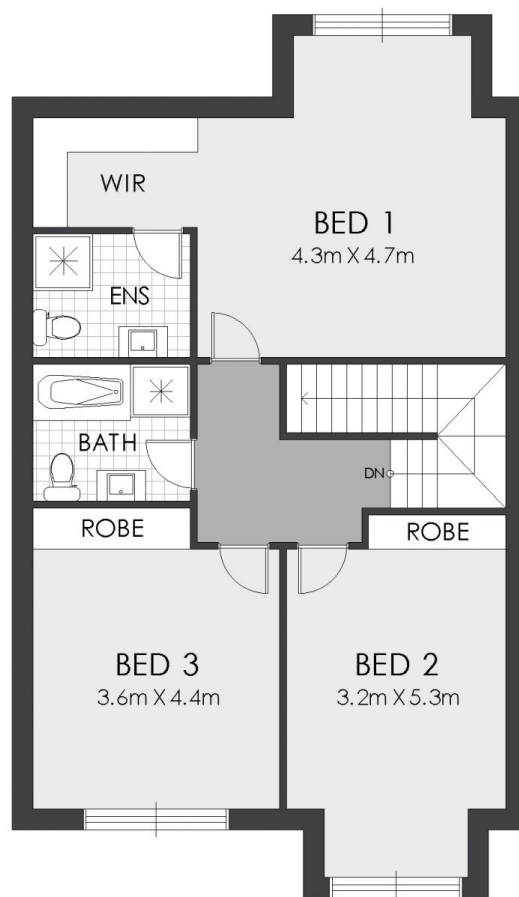 WIR
BED 1
4.3m X 4.7m
ENS
BATH
DN
ROBE
ROBE
BED 3
3.6m X 4.4m
BED 2
3.2m X 5.3m